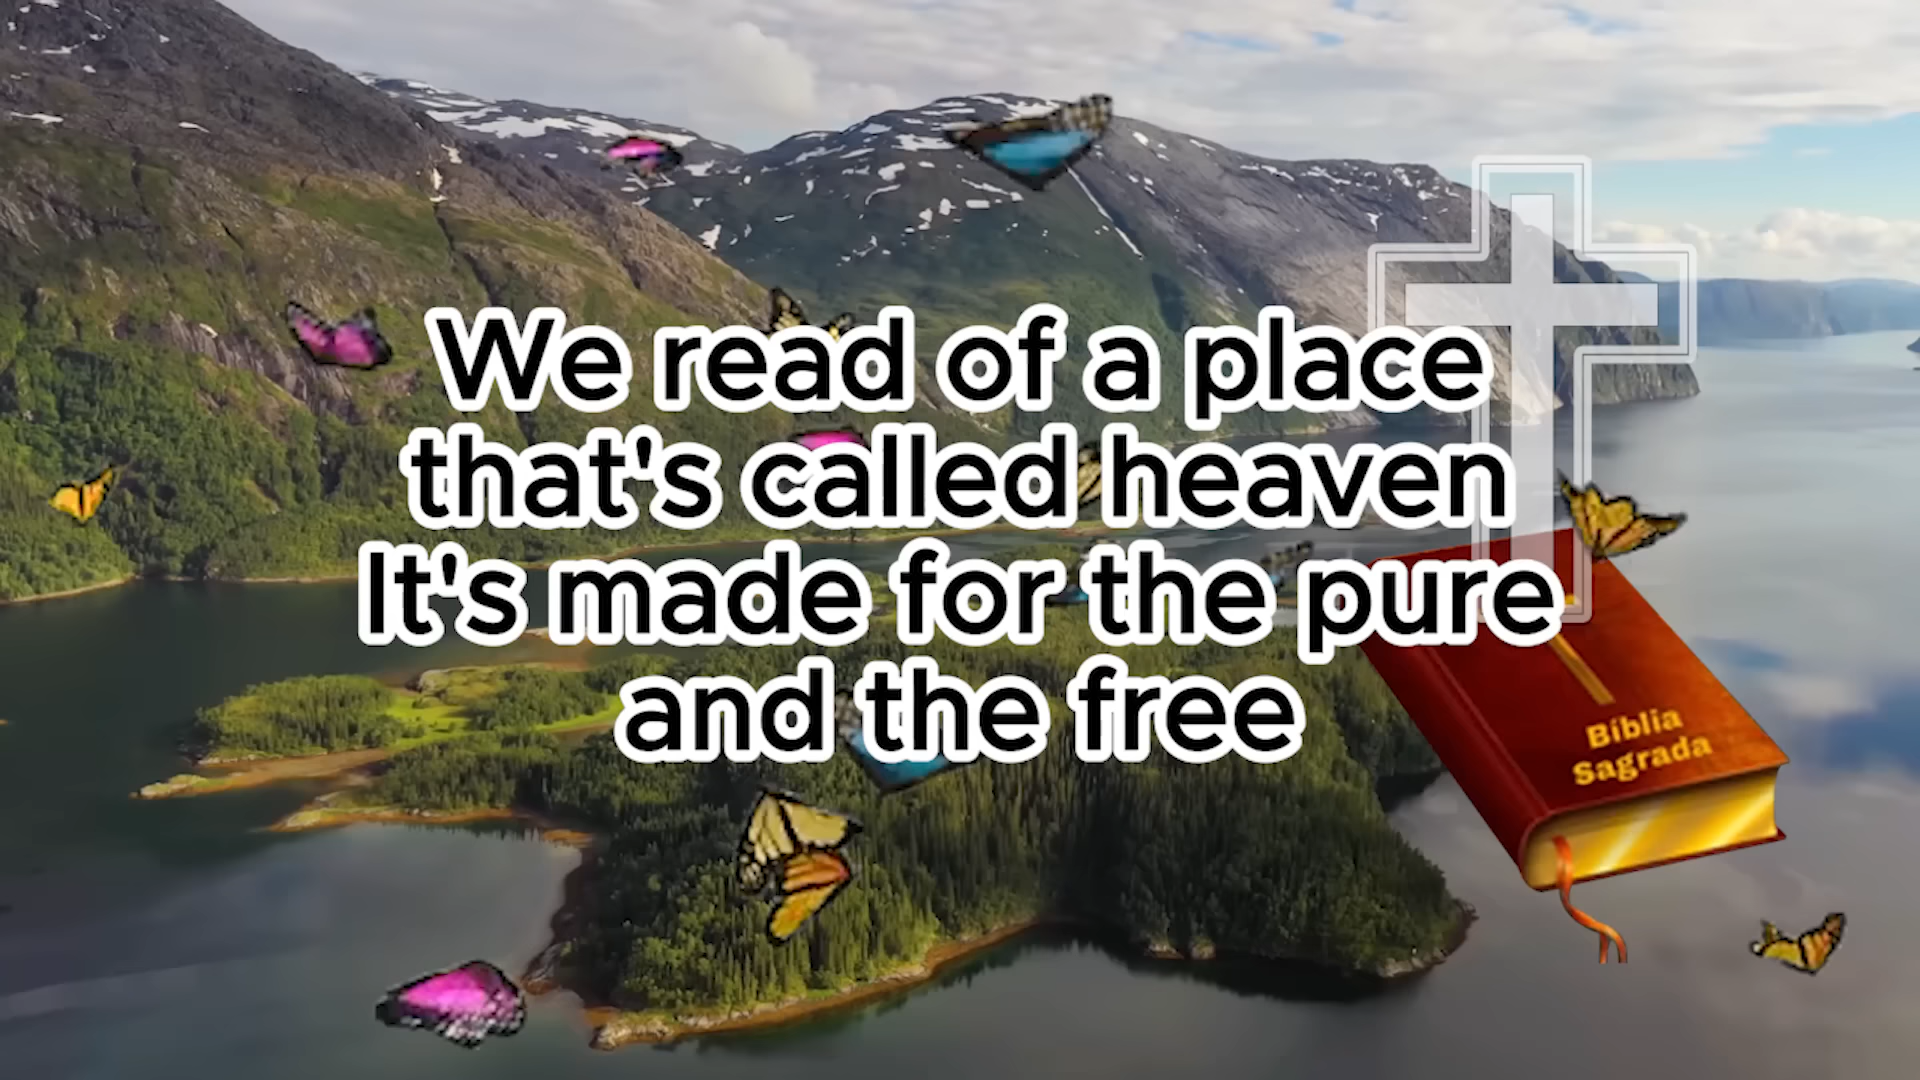 We read of a place
that's called heaven
It's made for the pure
and the free
Bíblia
Sagrada